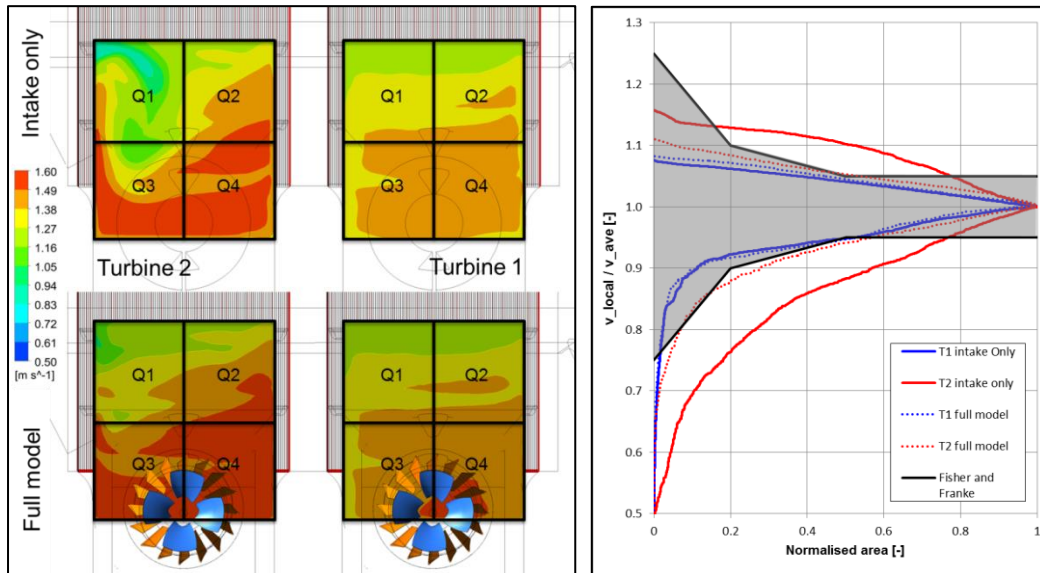 Intake only
Q1
Q2
Q1
Q2
Q3
Q4
Q3
Q4
1.60
1.49
1.38
1.27
1.16
1.05
0.94
0.83
0.72
0.61
0.50
[m s^-1]
Turbine 2
Turbine 1
Full model
Q1
Q2
Q1
Q2
Q3
Q4
Q3
Q4
v_local / v_ave [-]
1.3
1.2
1.1
1.0
0.9
0.8
0.7
0.6
0.5
0
0.2
0.4
0.6
0.8
1
Normalised area [-]
T1 intake Only
T2 intake only
T1 full model
T2 full model
Fisher and
Franke